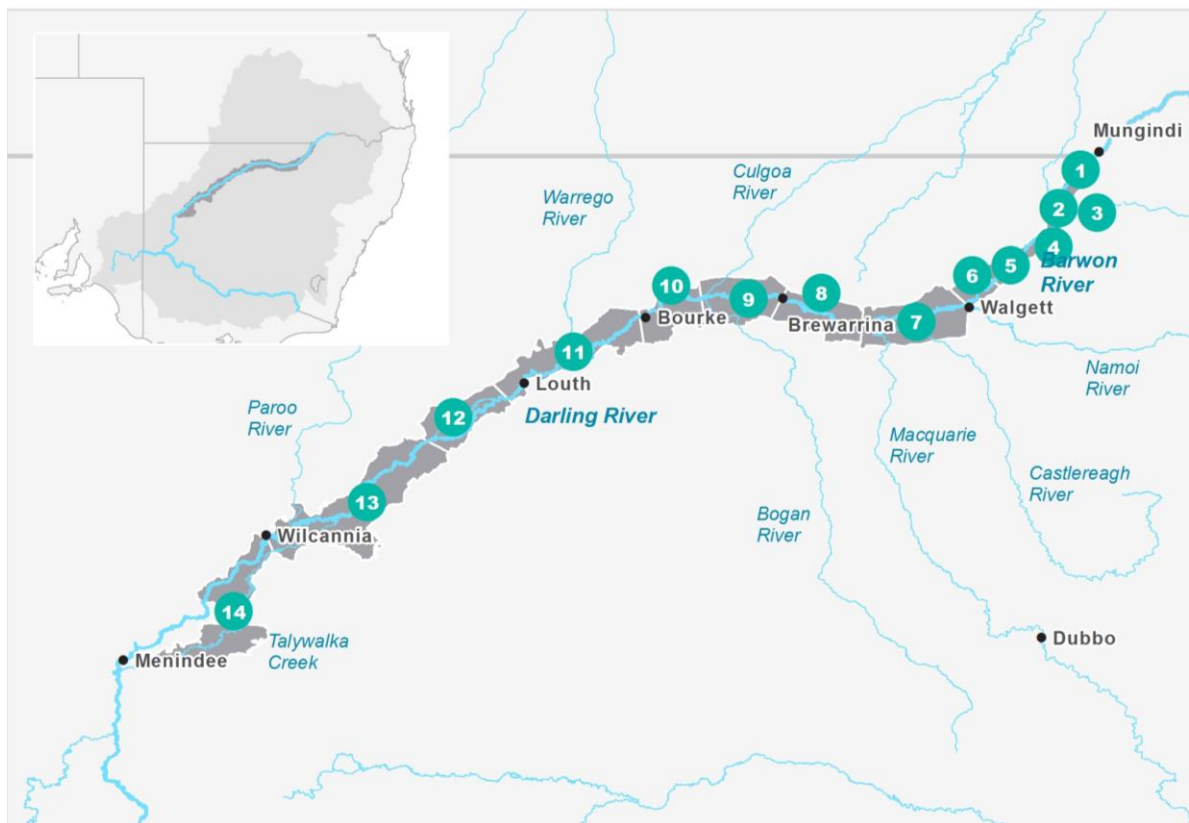 Mungindi
1
Culgoa
River
Warrego
River
2
3
4
Barwon
River
5
6
10
9
8
Walgett
Bourke
Brewarrina
7
11
Louth
Namoi
River
Paroo
River
12
Darling River
Macquarie
River
Castlereagh
River
13
Bogan
River
Wilcannia
14
Talywalka
Creek
Dubbo
Menindee